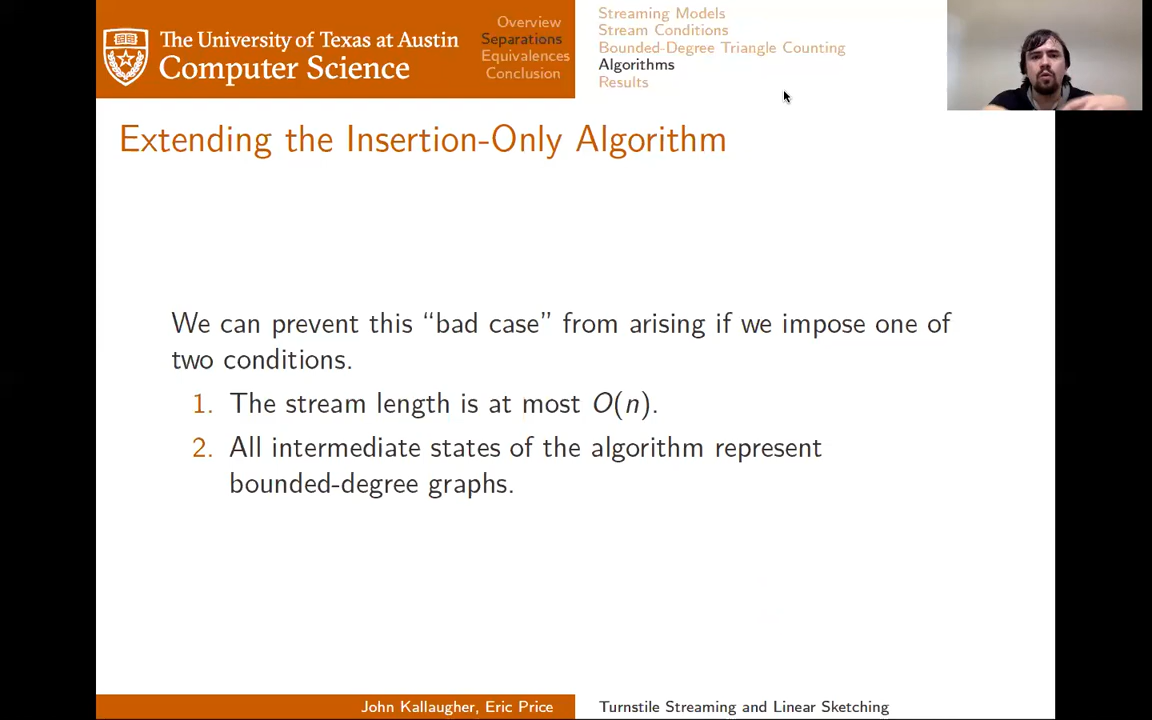 The University of Texas at Austin
Computer Science
Overview
Separations
Equivalences
Conclusion
Streaming Models
Stream Conditions
Bounded-Degree Triangle Counting
Algorithms
Results
Extending the Insertion-Only Algorithm
We can prevent this “bad case” from arising if we impose one of
two conditions.
1. The stream length is at most O(n).
2. All intermediate states of the algorithm represent
bounded-degree graphs.
John Kallaugher, Eric Price
Turnstile Streaming and Linear Sketching